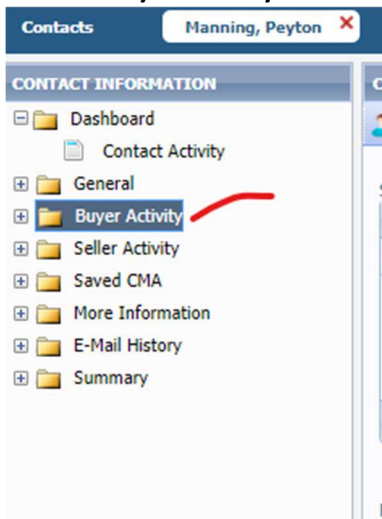 Contacts Manning, Peyton
CONTACT INFORMATION
Dashboard
Contact Activity
General
Buyer Activity
Seller Activity
Saved CMA
More Information
E-Mail History
Summary